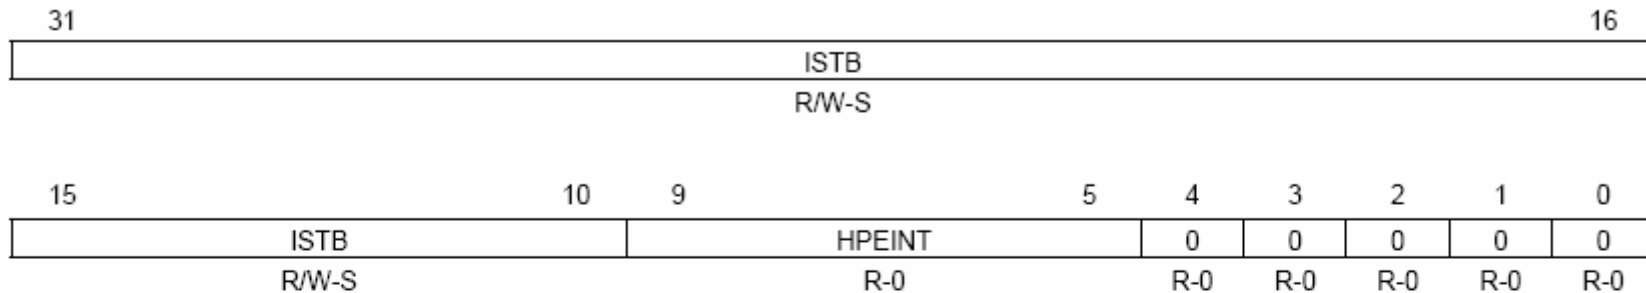 31 16
ISTB
R/W-S
15 10 9 5 4 3 2 1 0
ISTB HPEINT 0 0 0 0 0
R/W-S R-0 R-0 R-0 R-0 R-0 R-0